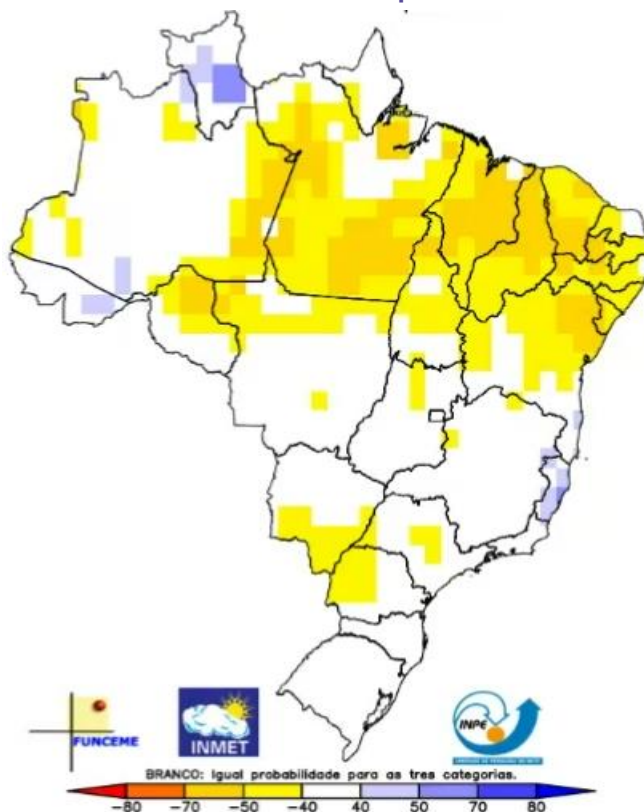 FUNCEME
INMET
INPE
BRANCO: Igual probabilidade para as tres categorias.
−80 −70 −50 −40 40 50 70 80